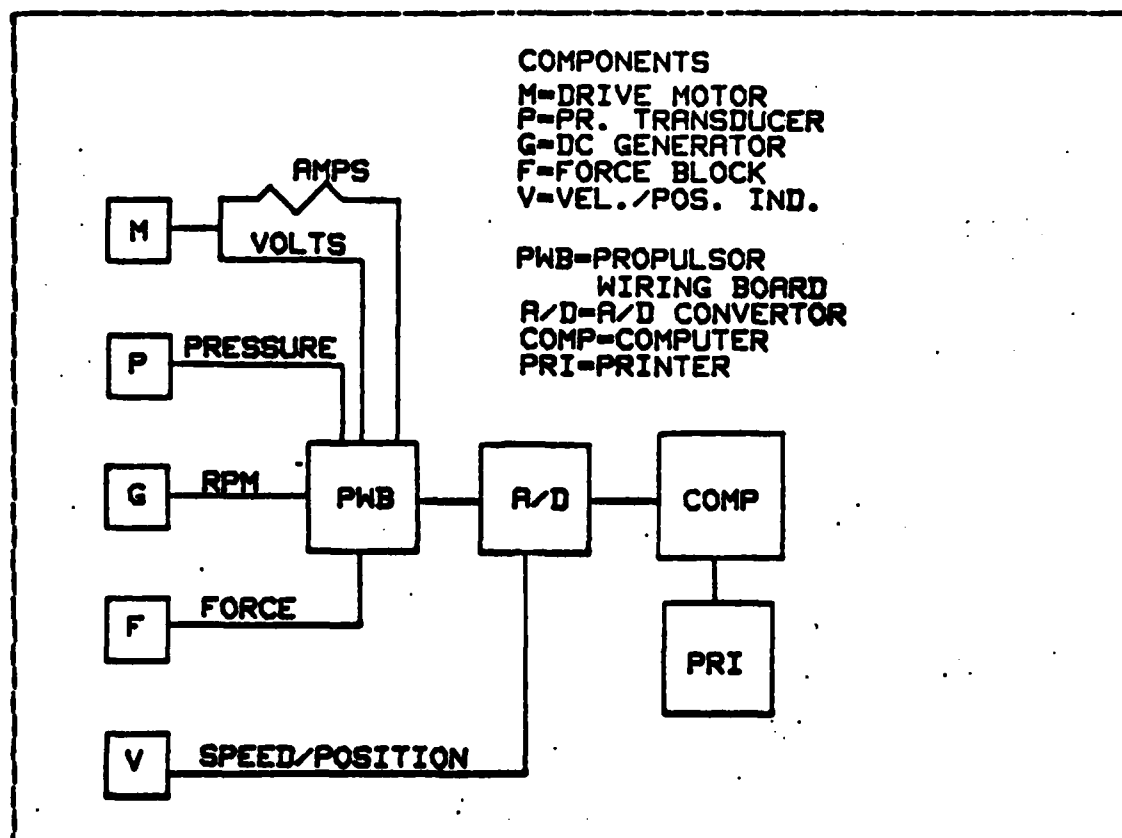 COMPONENTS
M=DRIVE MOTOR
P=PR. TRANSDUCER
G=DC GENERATOR
F=FORCE BLOCK
V=VEL./POS. IND.
PWB=PROPULSOR
WIRING BOARD
A/D=A/D CONVERTOR
COMP=COMPUTER
PRI=PRINTER
AMPS
M
VOLTS
P
PRESSURE
G
RPM
PWB
A/D
COMP
F
FORCE
PRI
V
SPEED/POSITION